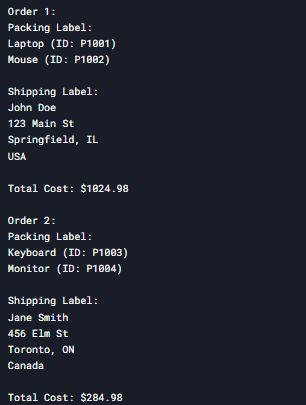 Order 1:
Packing Label:
Laptop (ID: P1001)
Mouse (ID: P1002)

Shipping Label:
John Doe
123 Main St
Springfield, IL
USA

Total Cost: $1024.98

Order 2:
Packing Label:
Keyboard (ID: P1003)
Monitor (ID: P1004)

Shipping Label:
Jane Smith
456 Elm St
Toronto, ON
Canada

Total Cost: $284.98